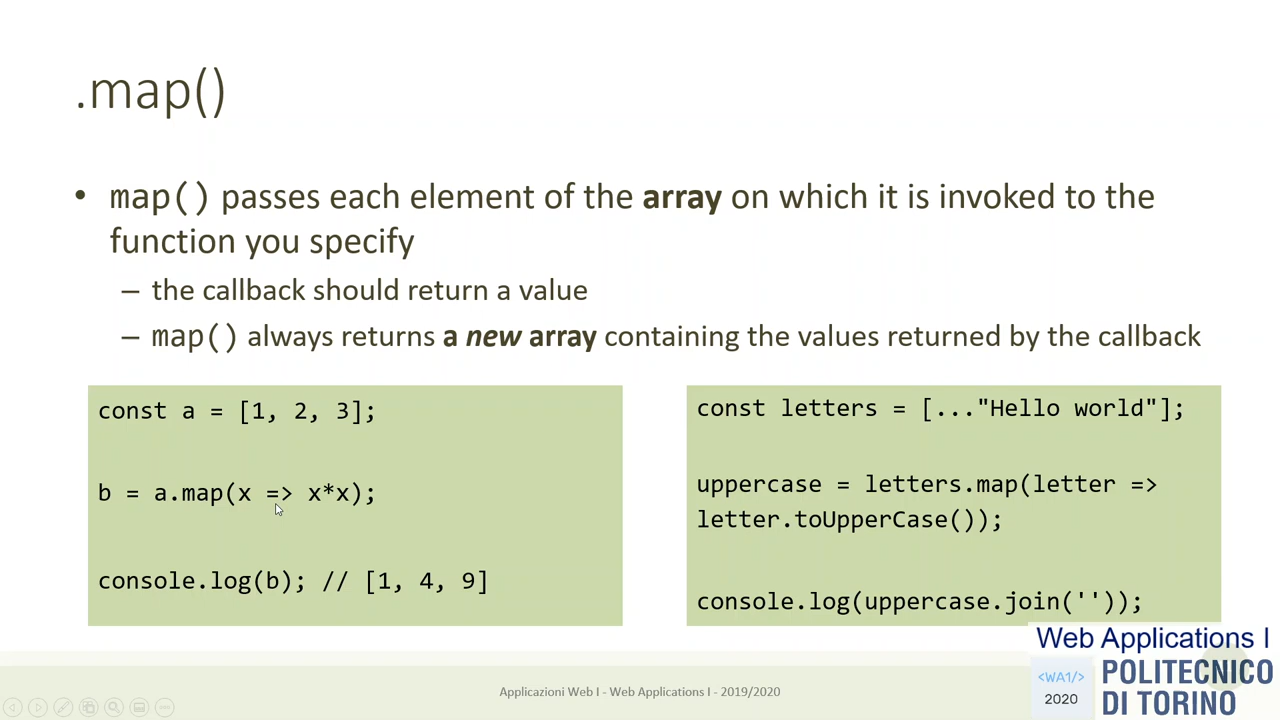 .map()
• map() passes each element of the array on which it is invoked to the
function you specify
– the callback should return a value
– map() always returns a new array containing the values returned by the callback
const a = [1, 2, 3];
b = a.map(x => x*x);
console.log(b); // [1, 4, 9]
const letters = [..."Hello world"];
uppercase = letters.map(letter =>
letter.toUpperCase());
console.log(uppercase.join(''));
Applicazioni Web I - Web Applications I - 2019/2020
Web Applications I
<WA1/>
2020
POLITECNICO
DI TORINO